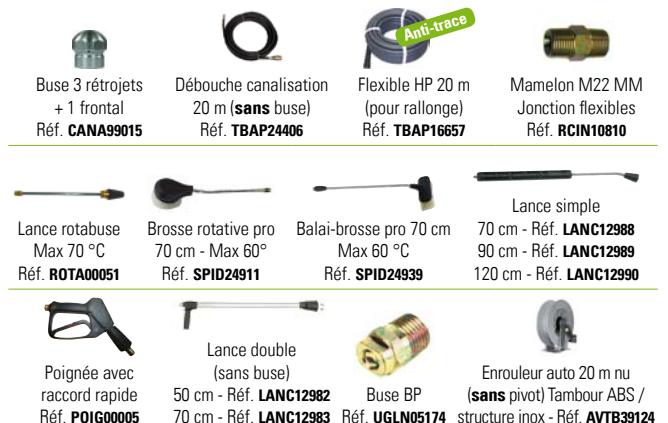 Anti-trace
Buse 3 rétrojets
+ 1 frontal
Réf. CANA99015
Débouche canalisation
20 m (sans buse)
Réf. TBAP24406
Flexible HP 20 m
(pour rallonge)
Réf. TBAP16657
Mamelon M22 MM
Jonction flexibles
Réf. RCIN10810
Lance rotabuse
Max 70 °C
Réf. ROTA00051
Brosse rotative pro
70 cm - Max 60°
Réf. SPID24911
Balai-brosse pro 70 cm
Max 60 °C
Réf. SPID24939
Lance simple
70 cm - Réf. LANC12988
90 cm - Réf. LANC12989
120 cm - Réf. LANC12990
Poignée avec
raccord rapide
Réf. POIG00005
Lance double
(sans buse)
50 cm - Réf. LANC12982
70 cm - Réf. LANC12983
Buse BP
Réf. UGLN05174
Enrouleur auto 20 m nu
(sans pivot) Tambour ABS /
structure inox - Réf. AVTB39124